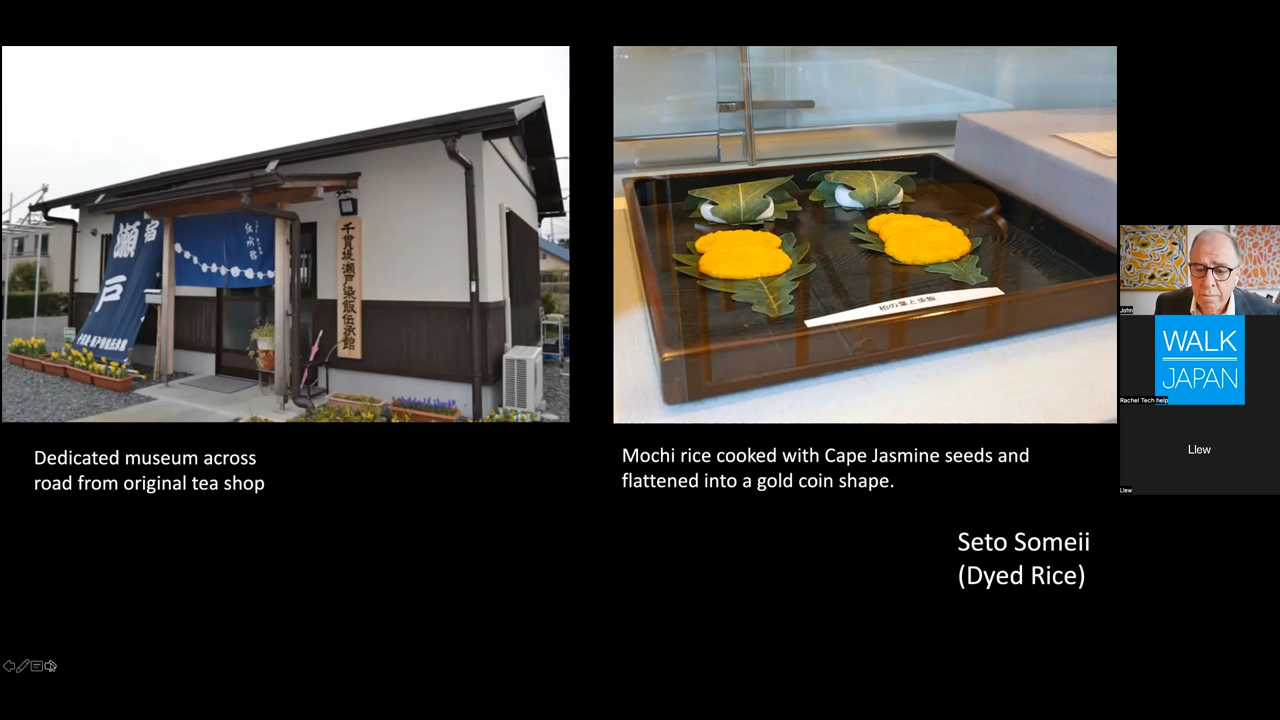 瀬戸
宿
千貫堤瀬戸染飯伝承館
柏の葉と染飯
Dedicated museum across
road from original tea shop
Mochi rice cooked with Cape Jasmine seeds and
flattened into a gold coin shape.
Seto Someii
(Dyed Rice)
John
WALK
JAPAN
Rachel Tech help
Llew
Llew